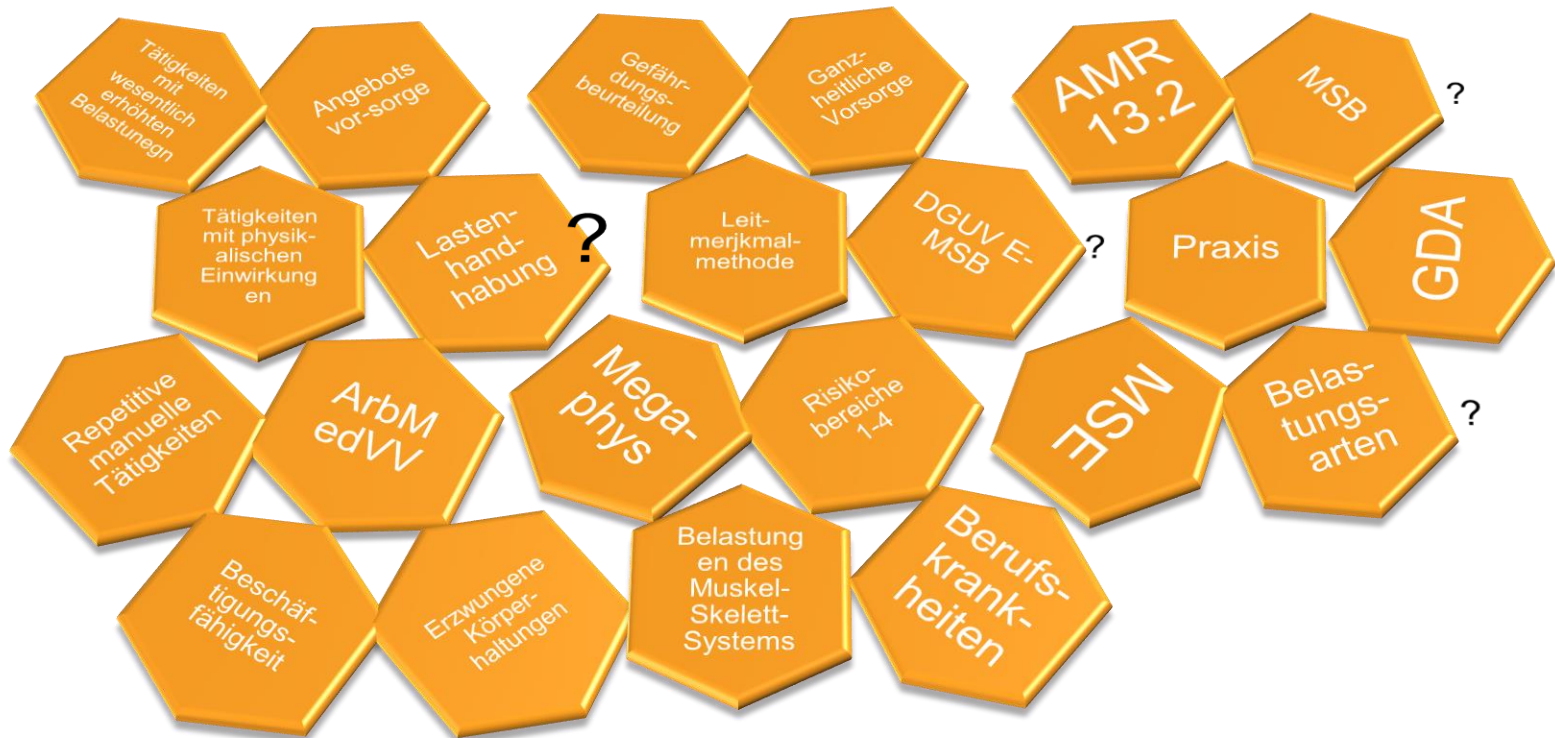 Tätigkeiten
mit
wesentlich
erhöhten
Belastunegn
Angebots
vor-sorge
Gefähr-
dungs-
beurteilung
Ganz-
heitliche
Vorsorge
AMR
13.2
MSB
?
Tätigkeiten
mit physik-
alischen
Einwirkung
en
Lasten-
hand-
habung
?
Leit-
merjkmal-
methode
DGUV E-
MSB
?
Praxis
GDA
Repetitive
manuelle
Tätigkeiten
ArbM
edVV
Mega-
phys
Risiko-
bereiche
1-4
MSE
Belas-
tungs-
arten
?
Beschäf-
tigungs-
fähigkeit
Erzwungene
Körper-
haltungen
Belastung
en des
Muskel-
Skelett-
Systems
Berufs-
krank-
heiten